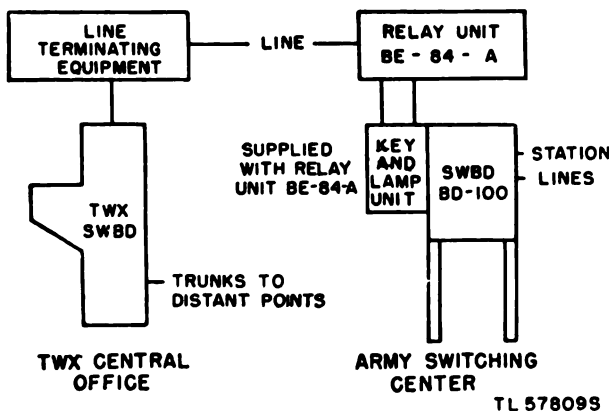 LINE
TERMINATING
EQUIPMENT
LINE
RELAY UNIT
BE - 84 - A
SUPPLIED
WITH RELAY
UNIT BE-84-A
KEY
AND
LAMP
UNIT
SWBD
BD-100
STATION
LINES
TWX
SWBD
TRUNKS TO
DISTANT POINTS
TWX CENTRAL
OFFICE
ARMY SWITCHING
CENTER
TL 57809S